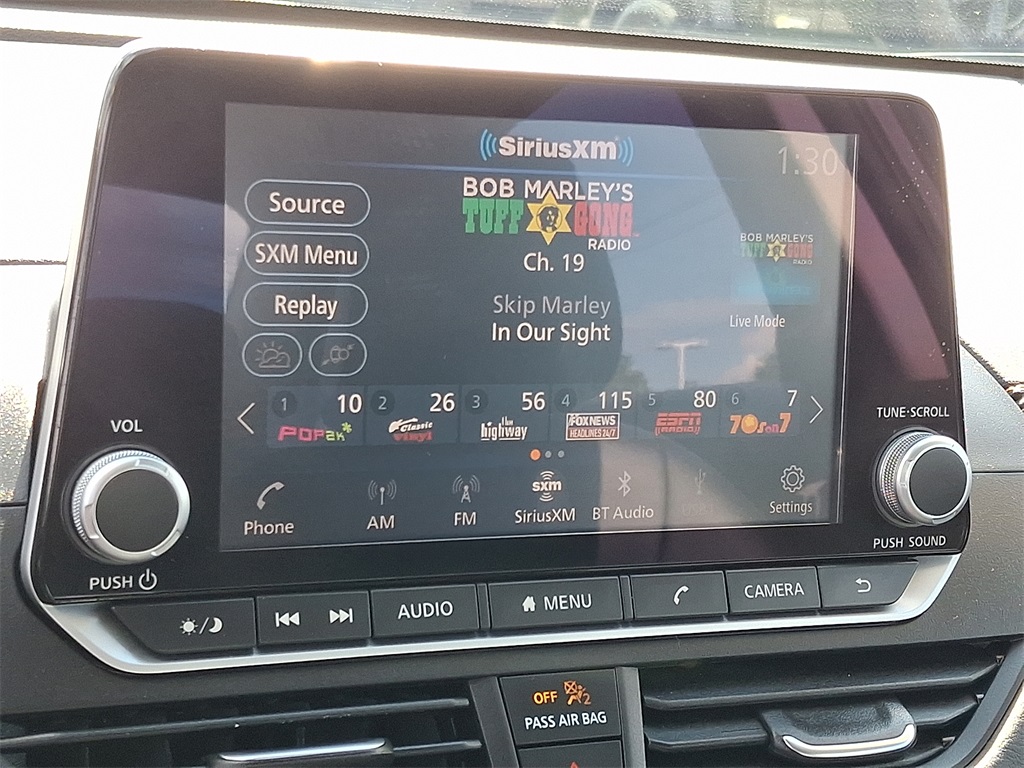 SiriusXM
1:30
Source
SXM Menu
Replay
BOB MARLEY'S
TUFF GONG
RADIO
Ch. 19
Skip Marley
In Our Sight
BOB MARLEY'S
TUFF GONG
RADIO
Live Mode
1 10 2 26 3 56 4 115 5 80 6 7
POP2K Classic Vinyl the highway FOX NEWS HEADLINES 24/7 ESPN RADIO 70s on 7
Phone AM FM sxm SiriusXM BT Audio Settings
VOL
PUSH
TUNE·SCROLL
PUSH SOUND
AUDIO MENU CAMERA
OFF 2
PASS AIR BAG